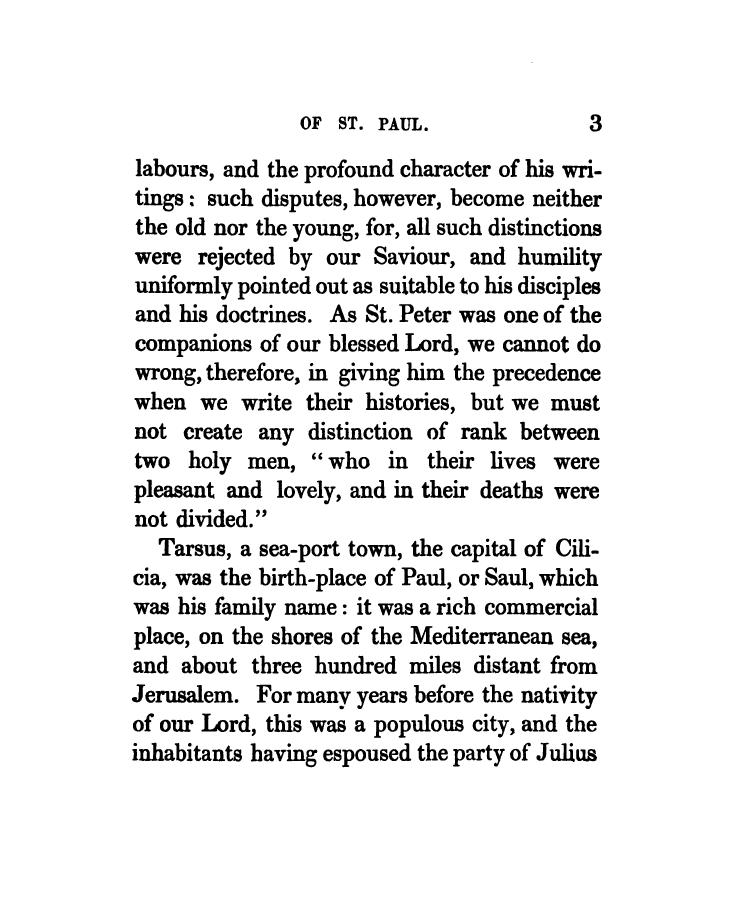 OF ST. PAUL. 3
labours, and the profound character of his wri-
tings : such disputes, however, become neither
the old nor the young, for, all such distinctions
were rejected by our Saviour, and humility
uniformly pointed out as suitable to his disciples
and his doctrines. As St. Peter was one of the
companions of our blessed Lord, we cannot do
wrong, therefore, in giving him the precedence
when we write their histories, but we must
not create any distinction of rank between
two holy men, “ who in their lives were
pleasant and lovely, and in their deaths were
not divided.”
Tarsus, a sea-port town, the capital of Cili-
cia, was the birth-place of Paul, or Saul, which
was his family name : it was a rich commercial
place, on the shores of the Mediterranean sea,
and about three hundred miles distant from
Jerusalem. For many years before the nativity
of our Lord, this was a populous city, and the
inhabitants having espoused the party of Julius